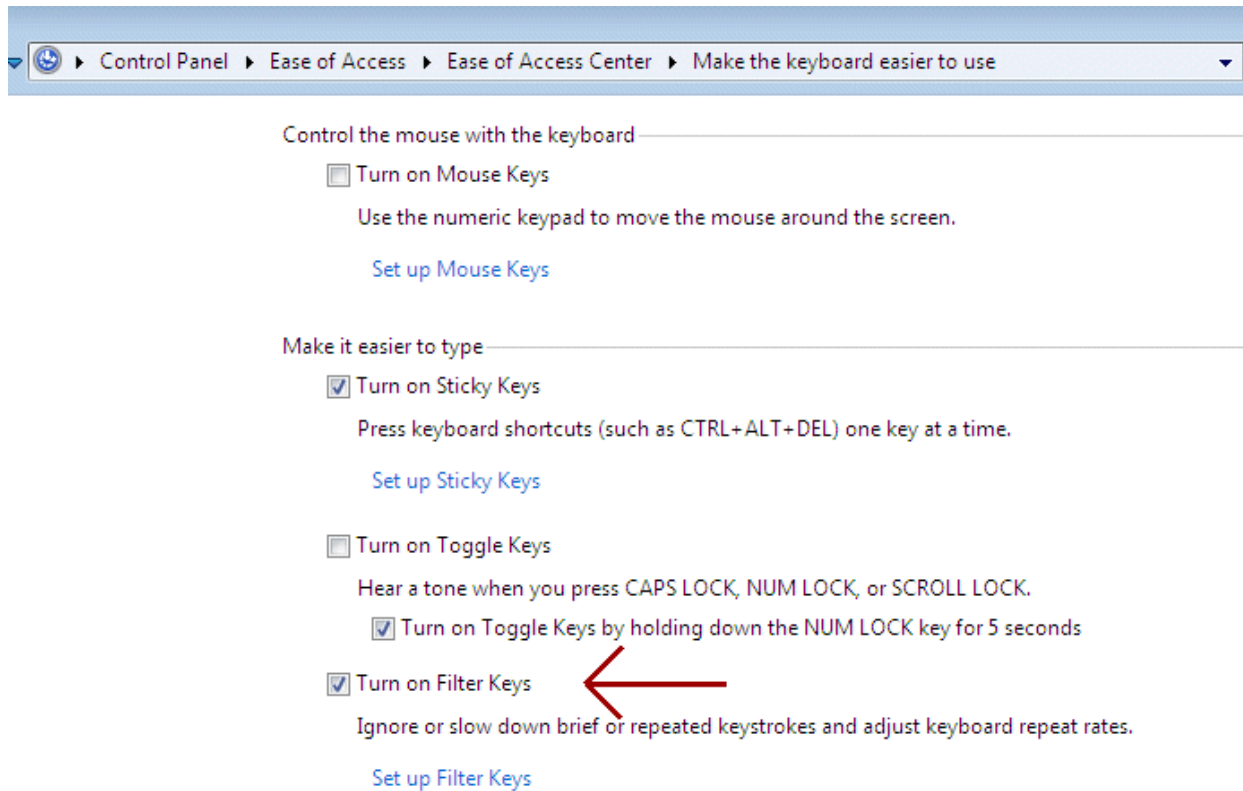 Control Panel Ease of Access Ease of Access Center Make the keyboard easier to use
Control the mouse with the keyboard
Turn on Mouse Keys
Use the numeric keypad to move the mouse around the screen.
Set up Mouse Keys
Make it easier to type
Turn on Sticky Keys
Press keyboard shortcuts (such as CTRL+ALT+DEL) one key at a time.
Set up Sticky Keys
Turn on Toggle Keys
Hear a tone when you press CAPS LOCK, NUM LOCK, or SCROLL LOCK.
Turn on Toggle Keys by holding down the NUM LOCK key for 5 seconds
Turn on Filter Keys
Ignore or slow down brief or repeated keystrokes and adjust keyboard repeat rates.
Set up Filter Keys